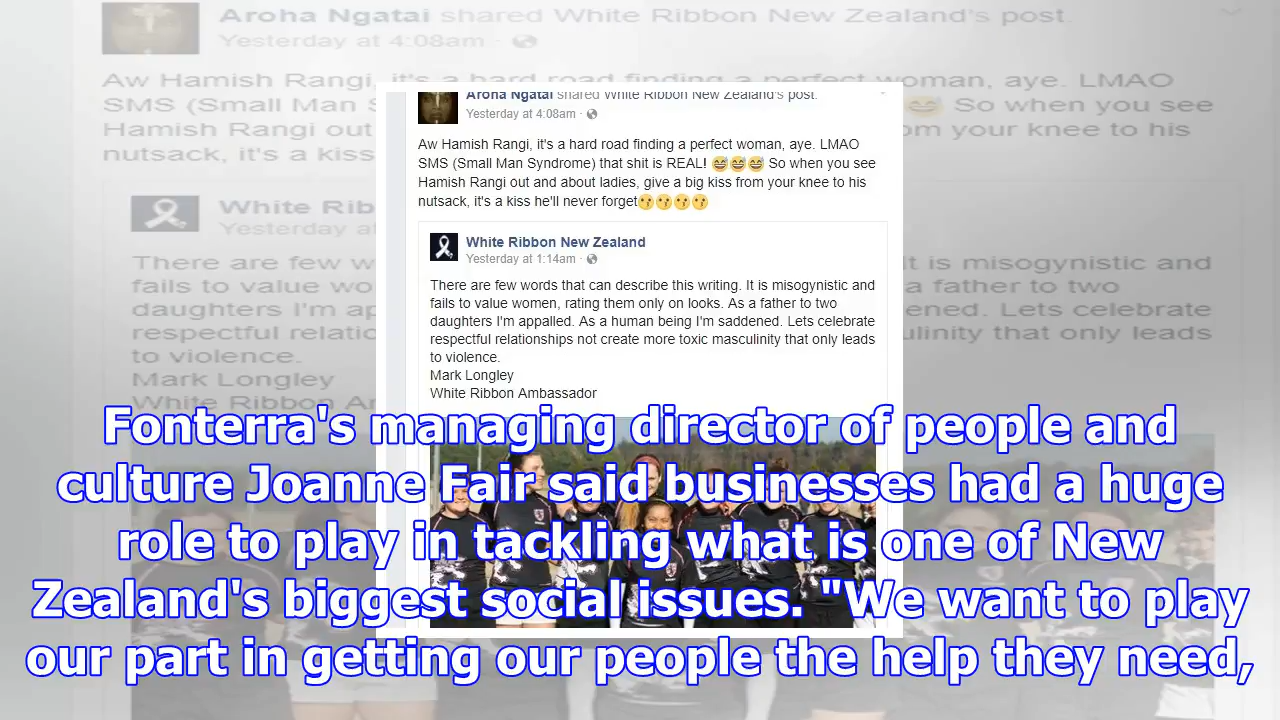 Aroha Ngatai shared White Ribbon New Zealand's post.
Yesterday at 4:08am
Aw Hamish Rangi, it's a hard road finding a perfect woman, aye. LMAO
SMS (Small Man Syndrome) that shit is REAL! 😅😅😅 So when you see
Hamish Rangi out and about ladies, give a big kiss from your knee to his
nutsack, it's a kiss he'll never forget😗😗😗😗
White Ribbon New Zealand
Yesterday at 1:14am
There are few words that can describe this writing. It is misogynistic and
fails to value women, rating them only on looks. As a father to two
daughters I'm appalled. As a human being I'm saddened. Lets celebrate
respectful relationships not create more toxic masculinity that only leads
to violence.
Mark Longley
White Ribbon Ambassador
Fonterra's managing director of people and
culture Joanne Fair said businesses had a huge
role to play in tackling what is one of New
Zealand's biggest social issues. "We want to play
our part in getting our people the help they need,